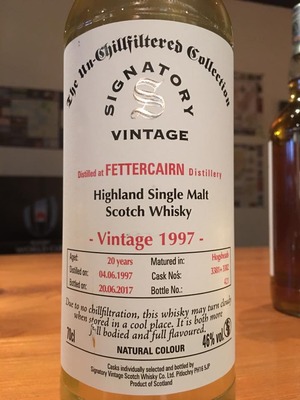 The Un-Chillfiltered Collection
SIGNATORY
S
VINTAGE
Distilled at FETTERCAIRN Distillery
Highland Single Malt
Scotch Whisky
- Vintage 1997 -
Aged: 20 years Matured in: Hogsheads
Distilled on: 04.06.1997 Cask No's:
Bottled on: 20.06.2017 Bottle No.:
Due to no chillfiltration, this whisky may turn cloudy
when stored in a cool place. It is both more
full bodied and full flavoured.
70cl 46% vol
NATURAL COLOUR
Casks individually selected and bottled by
Signatory Vintage Scotch Whisky Co. Ltd. Pitlochry PH16 5JP
Product of Scotland